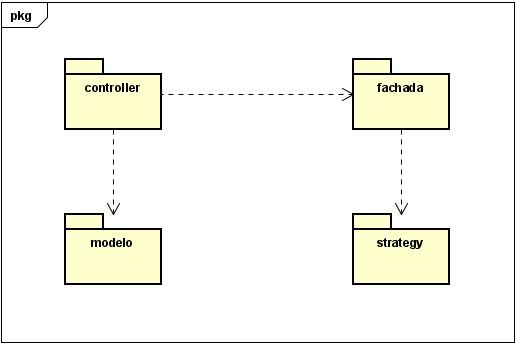 pkg
controller
fachada
modelo
strategy